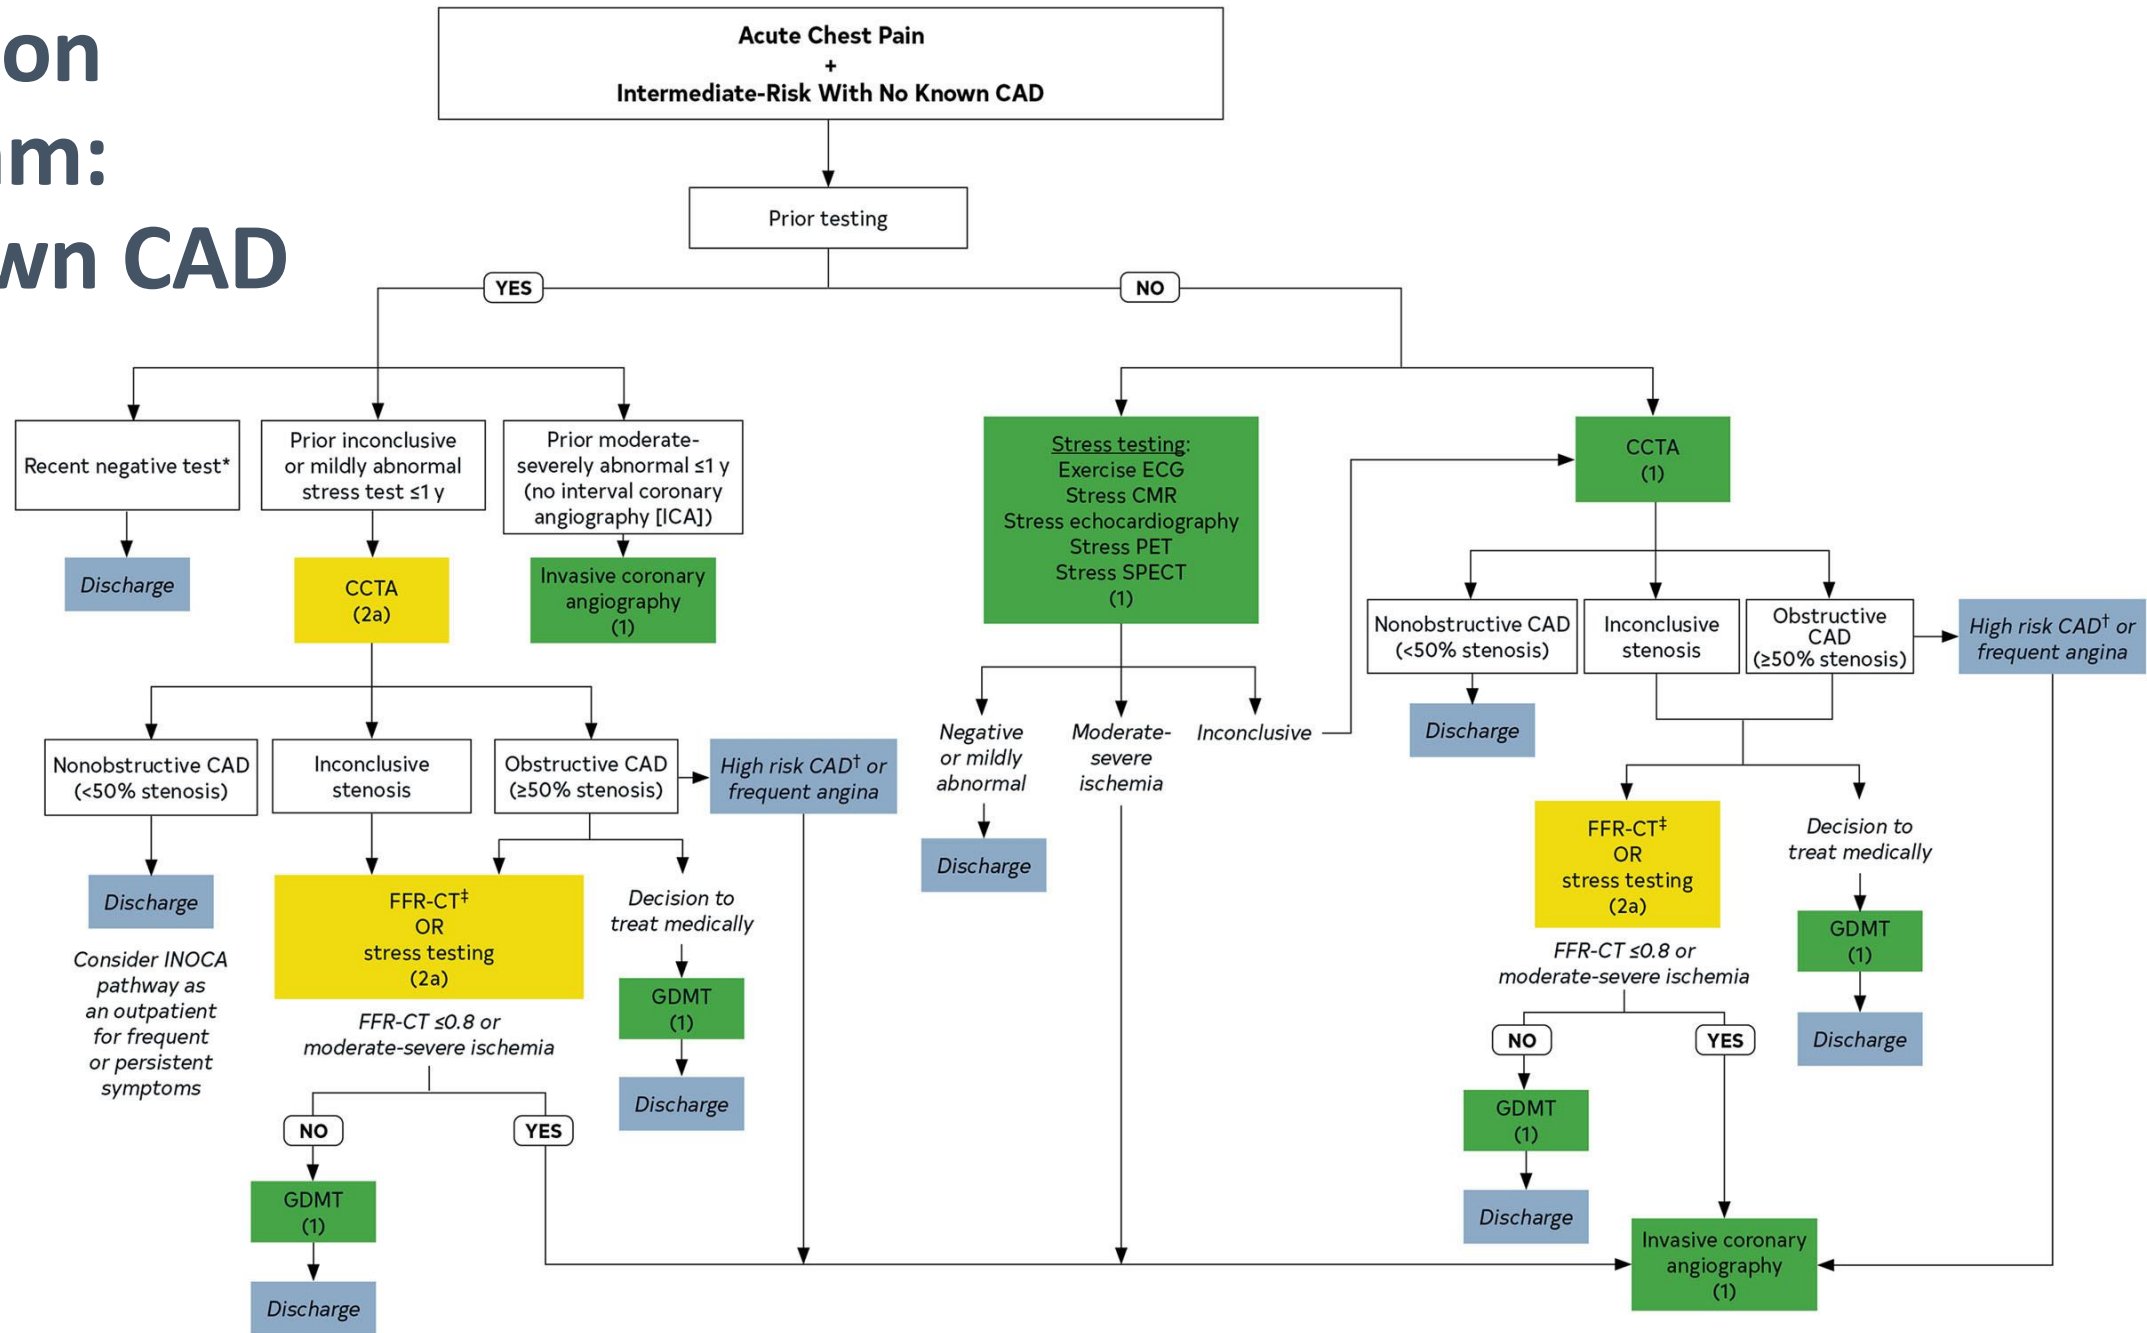 on
am:
wn CAD
Acute Chest Pain
+
Intermediate-Risk With No Known CAD
Prior testing
YES
NO
Recent negative test*
Discharge
Prior inconclusive
or mildly abnormal
stress test ≤1 y
CCTA
(2a)
Prior moderate-
severely abnormal ≤1 y
(no interval coronary
angiography [ICA])
Invasive coronary
angiography
(1)
Nonobstructive CAD
(<50% stenosis)
Discharge
Consider INOCA
pathway as
an outpatient
for frequent
or persistent
symptoms
Inconclusive
stenosis
Obstructive CAD
(≥50% stenosis)
High risk CAD† or
frequent angina
FFR-CT‡
OR
stress testing
(2a)
FFR-CT ≤0.8 or
moderate-severe ischemia
NO
YES
GDMT
(1)
Discharge
Decision to
treat medically
GDMT
(1)
Discharge
Stress testing:
Exercise ECG
Stress CMR
Stress echocardiography
Stress PET
Stress SPECT
(1)
Negative
or mildly
abnormal
Discharge
Moderate-
severe
ischemia
Inconclusive
CCTA
(1)
Nonobstructive CAD
(<50% stenosis)
Discharge
Inconclusive
stenosis
Obstructive
CAD
(≥50% stenosis)
High risk CAD† or
frequent angina
FFR-CT‡
OR
stress testing
(2a)
FFR-CT ≤0.8 or
moderate-severe ischemia
NO
YES
GDMT
(1)
Discharge
Decision to
treat medically
GDMT
(1)
Discharge
Invasive coronary
angiography
(1)